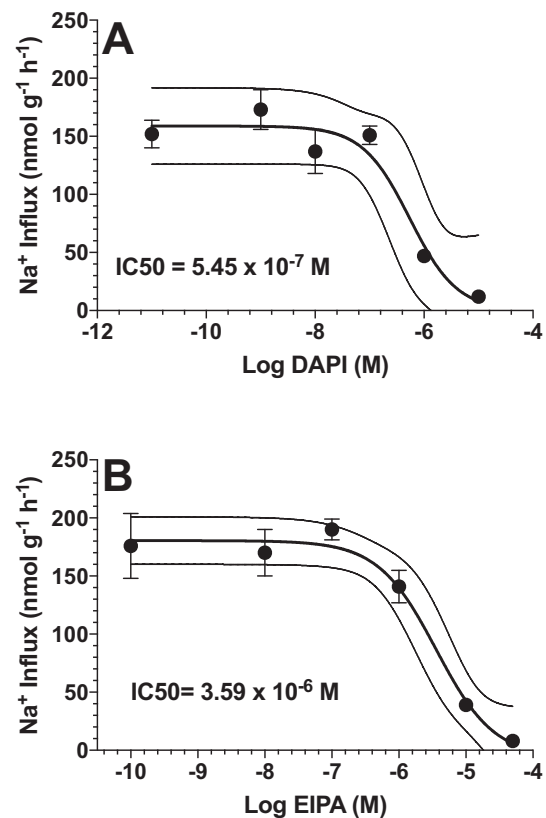 A
250
200
150
100
50
0
Na⁺ Influx (nmol g⁻¹ h⁻¹)
IC50 = 5.45 x 10⁻⁷ M
-12 -10 -8 -6 -4
Log DAPI (M)
B
250
200
150
100
50
0
Na⁺ Influx (nmol g⁻¹ h⁻¹)
IC50= 3.59 x 10⁻⁶ M
-10 -9 -8 -7 -6 -5 -4
Log EIPA (M)